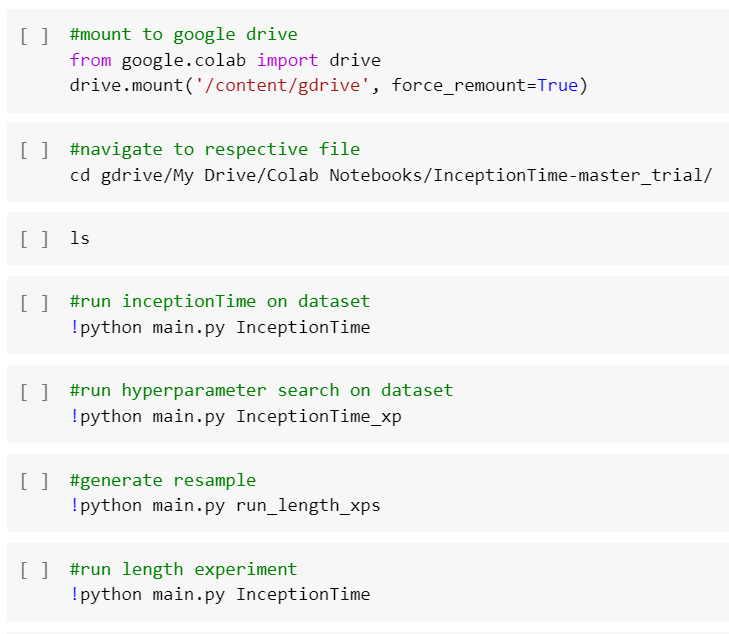 [ ] #mount to google drive
from google.colab import drive
drive.mount('/content/gdrive', force_remount=True)
[ ] #navigate to respective file
cd gdrive/My Drive/Colab Notebooks/InceptionTime-master_trial/
[ ] ls
[ ] #run inceptionTime on dataset
!python main.py InceptionTime
[ ] #run hyperparameter search on dataset
!python main.py InceptionTime_xp
[ ] #generate resample
!python main.py run_length_xps
[ ] #run length experiment
!python main.py InceptionTime